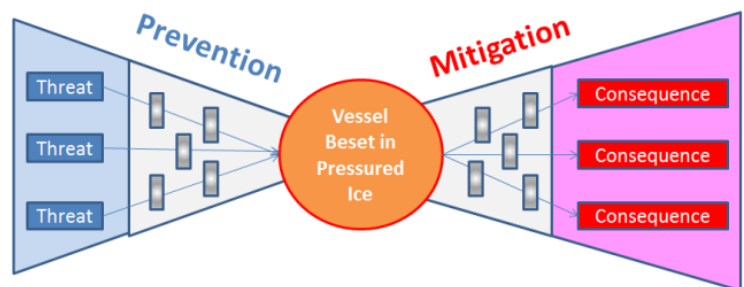 Prevention
Mitigation
Threat
Threat
Threat
Vessel
Beset in
Pressured
Ice
Consequence
Consequence
Consequence